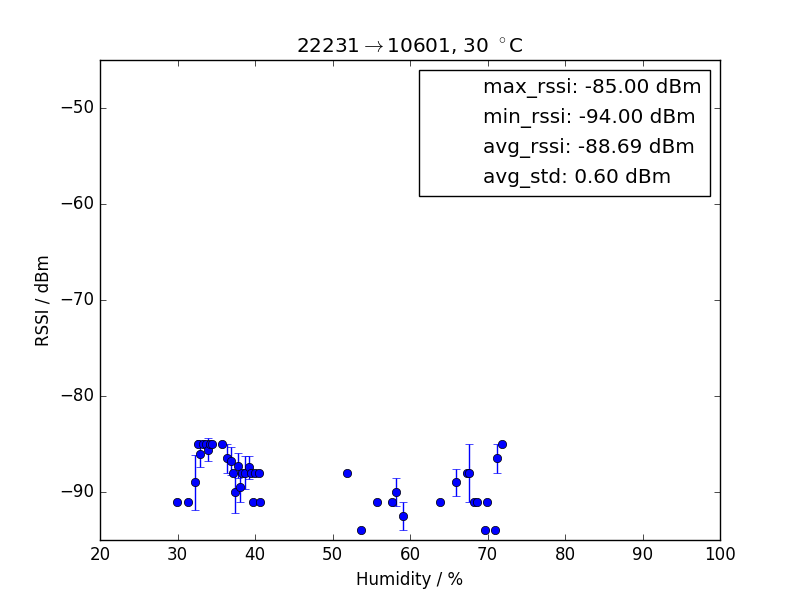 22231→10601, 30 °C
max_rssi: -85.00 dBm
min_rssi: -94.00 dBm
avg_rssi: -88.69 dBm
avg_std: 0.60 dBm
RSSI / dBm
−50
−60
−70
−80
−90
20 30 40 50 60 70 80 90 100
Humidity / %